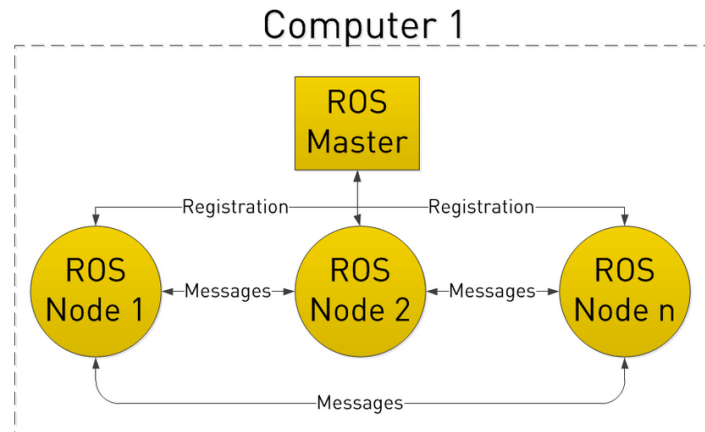 Computer 1
ROS
Master
Registration
Registration
ROS
Node 1
Messages
ROS
Node 2
Messages
ROS
Node n
Messages